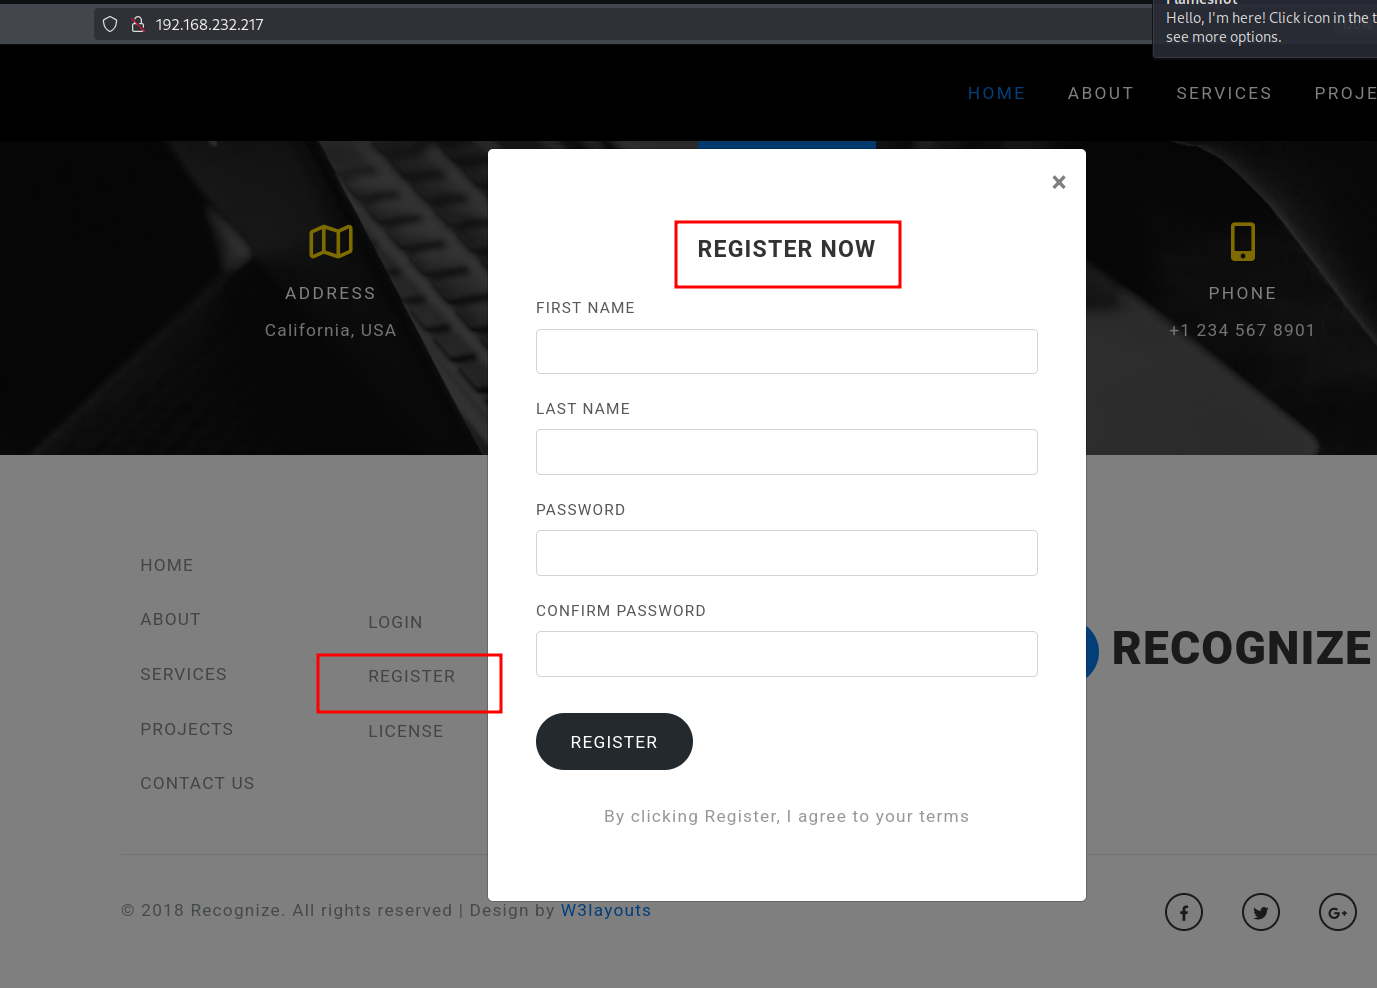 Flameshot
192.168.232.217
Hello, I'm here! Click icon in the t
see more options.
HOME ABOUT SERVICES PROJE
×
REGISTER NOW
ADDRESS
California, USA
PHONE
+1 234 567 8901
FIRST NAME
LAST NAME
PASSWORD
CONFIRM PASSWORD
REGISTER
By clicking Register, I agree to your terms
HOME
ABOUT
SERVICES
PROJECTS
CONTACT US
LOGIN
REGISTER
LICENSE
RECOGNIZE
© 2018 Recognize. All rights reserved | Design by W3layouts
f
G+